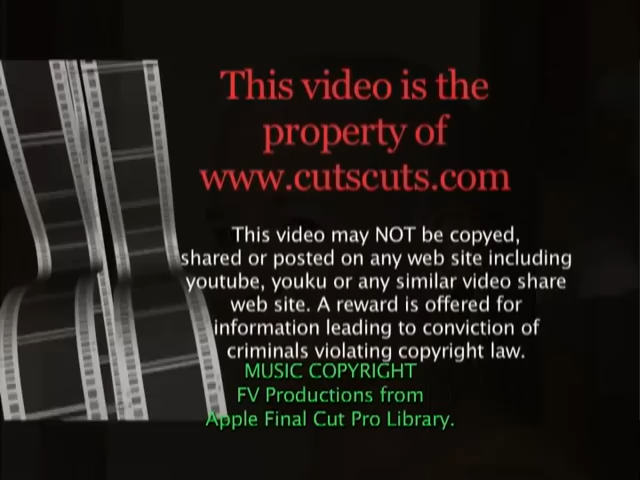 This video is the
property of
www.cutscuts.com
This video may NOT be copyed,
shared or posted on any web site including
youtube, youku or any similar video share
web site. A reward is offered for
information leading to conviction of
criminals violating copyright law.
MUSIC COPYRIGHT
FV Productions from
Apple Final Cut Pro Library.